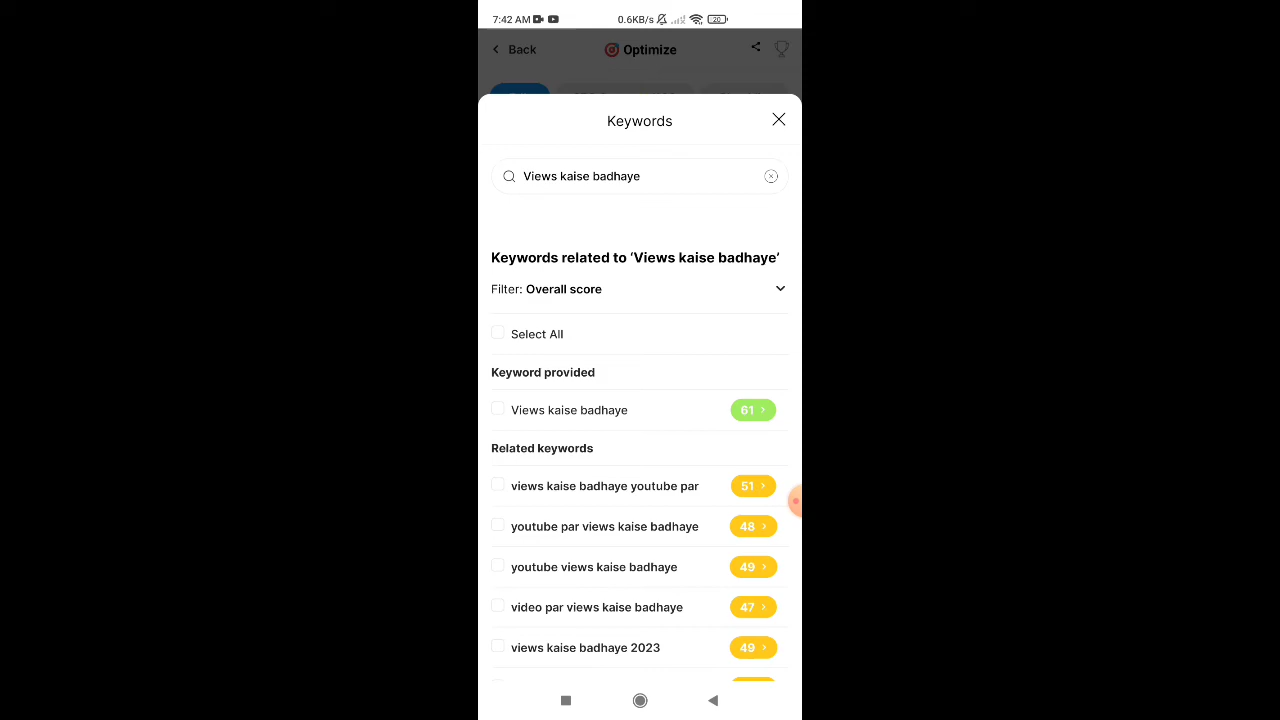 7:42 AM 0.6KB/s 20
Back Optimize
Keywords
Views kaise badhaye
Keywords related to ‘Views kaise badhaye’
Filter: Overall score
Select All
Keyword provided
Views kaise badhaye 61
Related keywords
views kaise badhaye youtube par 51
youtube par views kaise badhaye 48
youtube views kaise badhaye 49
video par views kaise badhaye 47
views kaise badhaye 2023 49